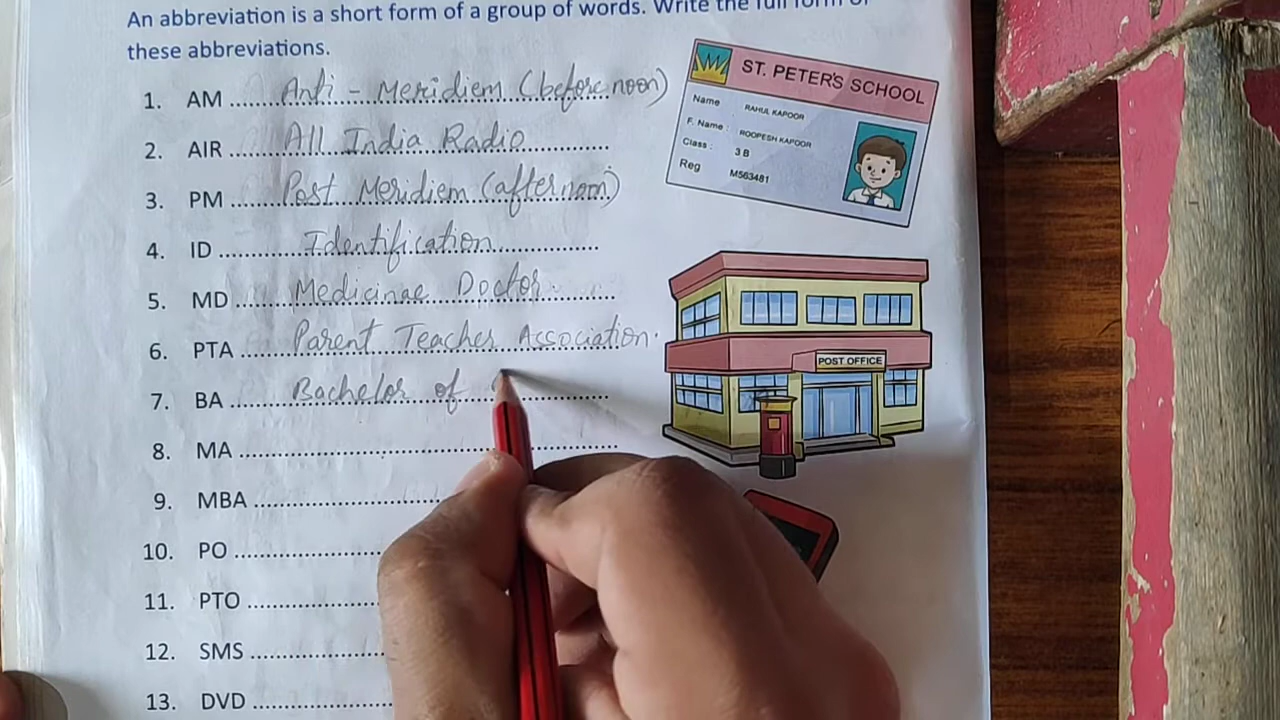 An abbreviation is a short form of a group of words. Write the full form of
these abbreviations.
1. AM Anti - Meridiem (before noon)
2. AIR All India Radio
3. PM Post Meridiem (afternoon)
4. ID Identification
5. MD Medicinae Doctor.
6. PTA Parent Teacher Association.
7. BA Bachelor of
8. MA
9. MBA
10. PO
11. PTO
12. SMS
13. DVD
ST. PETER'S SCHOOL
Name : RAHUL KAPOOR
F. Name : ROOPESH KAPOOR
Class : 3 B
Reg M563481
POST OFFICE